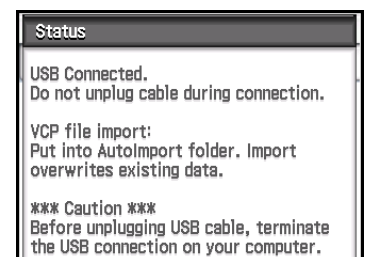 Status
USB Connected.
Do not unplug cable during connection.
VCP file import:
Put into AutoImport folder. Import
overwrites existing data.
*** Caution ***
Before unplugging USB cable, terminate
the USB connection on your computer.